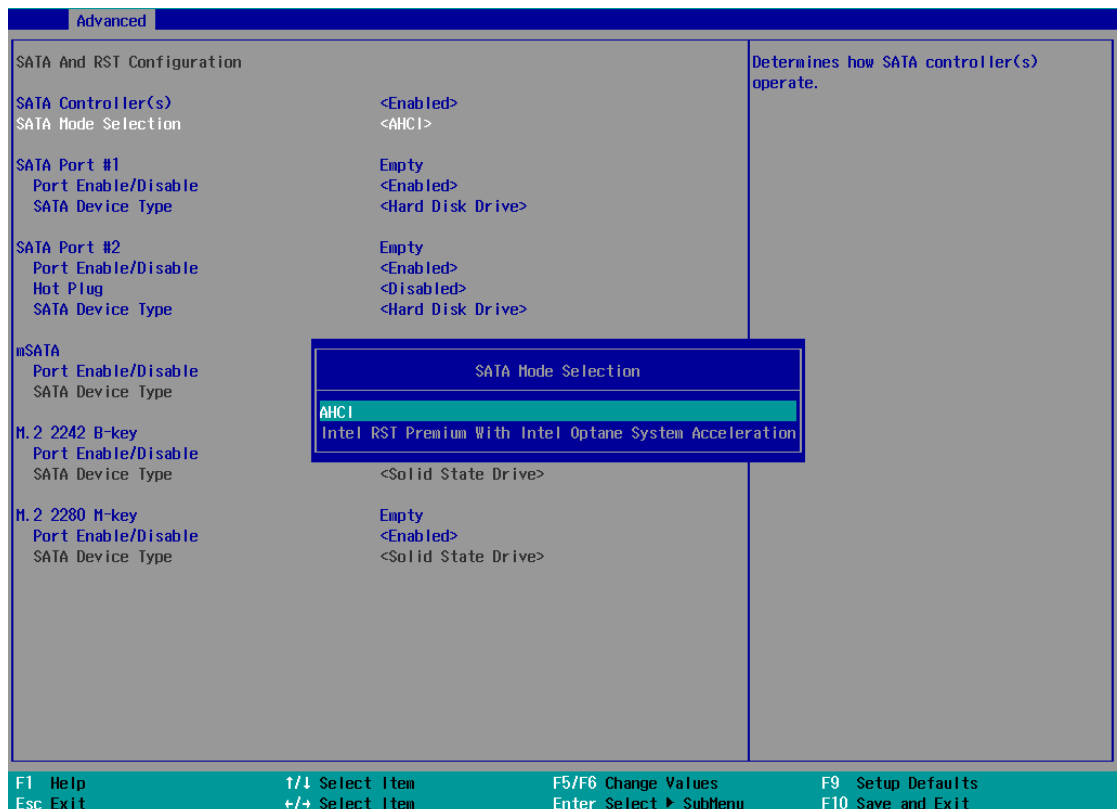 Advanced
SATA And RST Configuration
Determines how SATA controller(s)
operate.
SATA Controller(s) <Enabled>
SATA Mode Selection <AHCI>
SATA Port #1 Empty
Port Enable/Disable <Enabled>
SATA Device Type <Hard Disk Drive>
SATA Port #2 Empty
Port Enable/Disable <Enabled>
Hot Plug <Disabled>
SATA Device Type <Hard Disk Drive>
mSATA
Port Enable/Disable
SATA Device Type
SATA Mode Selection
AHCI
Intel RST Premium With Intel Optane System Acceleration
M.2 2242 B-key
Port Enable/Disable
SATA Device Type <Solid State Drive>
M.2 2280 M-key Empty
Port Enable/Disable <Enabled>
SATA Device Type <Solid State Drive>
F1 Help ↑/↓ Select Item F5/F6 Change Values F9 Setup Defaults
Esc Exit ←/→ Select Item Enter Select ▶ SubMenu F10 Save and Exit